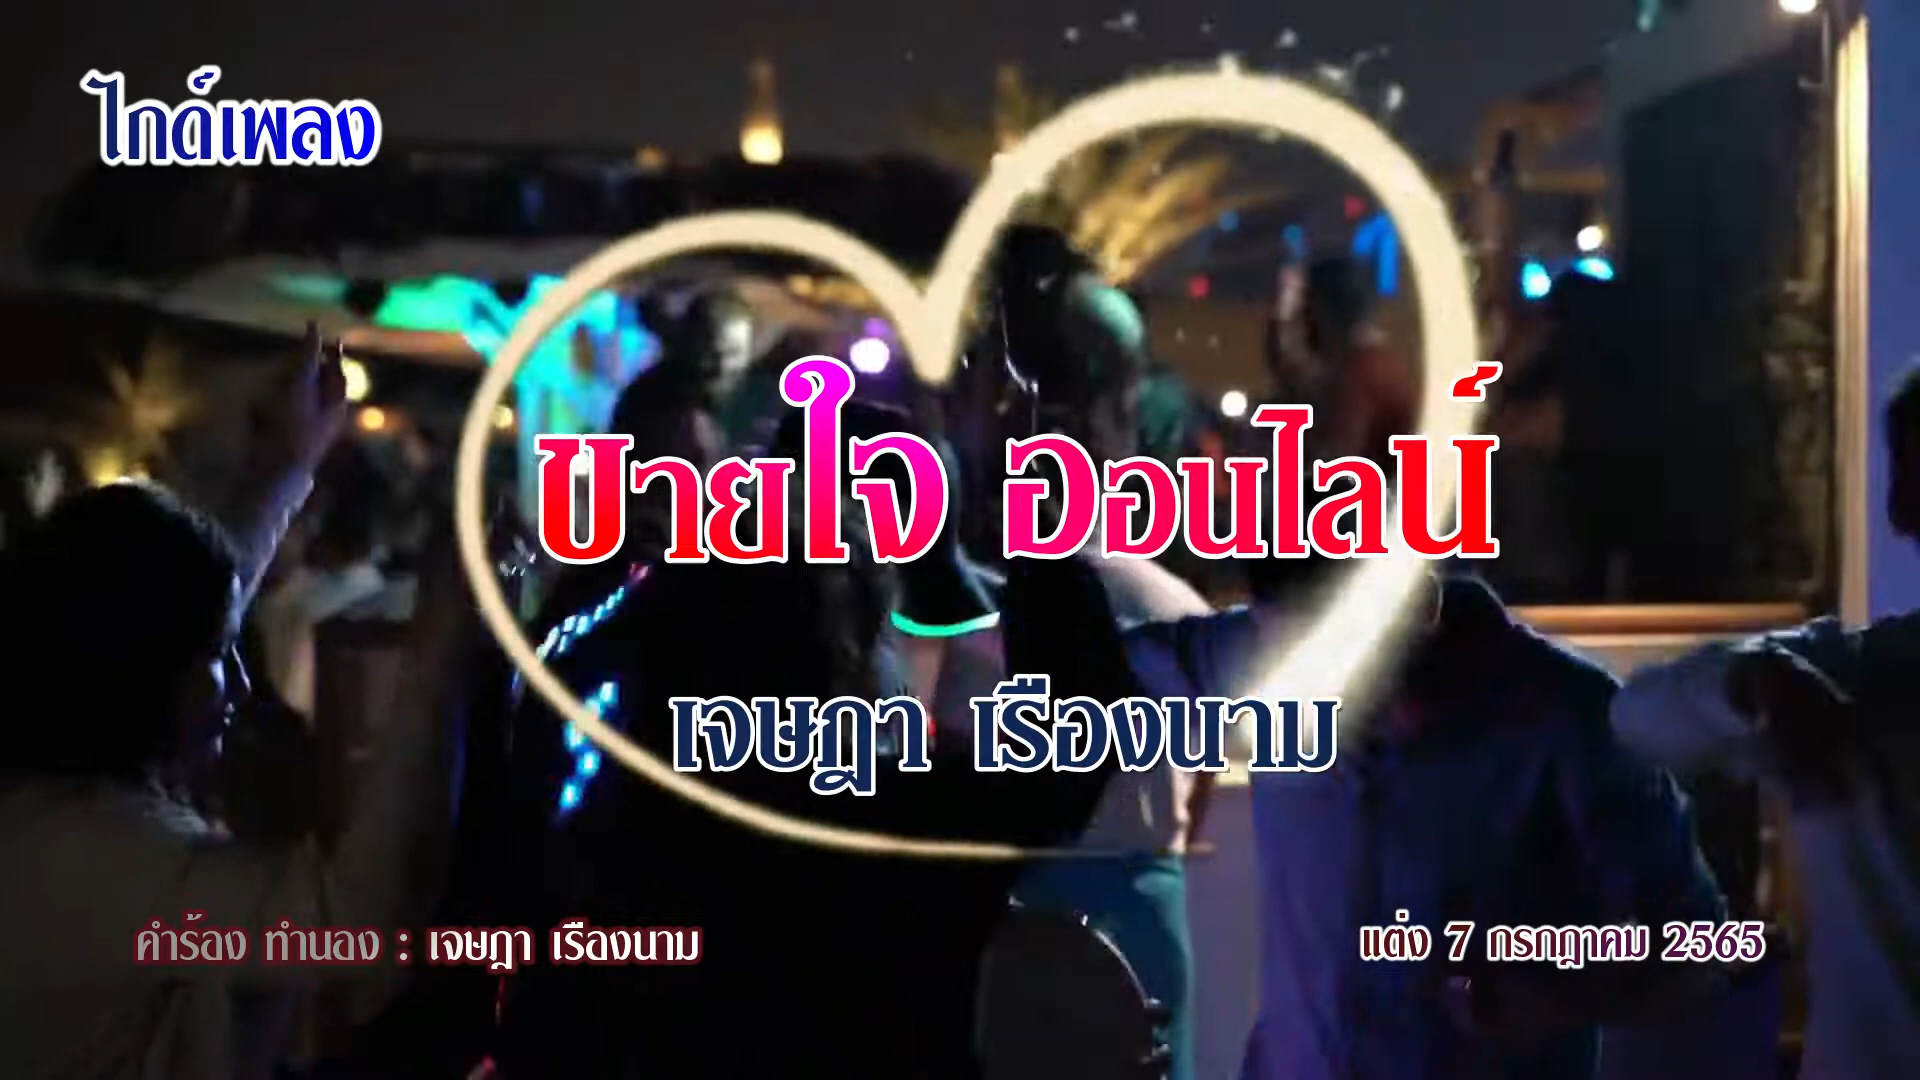 ไกด์เพลง
ขายใจ ออนไลน์
เจษฎา เรืองนาม
คำร้อง ทำนอง : เจษฎา เรืองนาม
แต่ง 7 กรกฎาคม 2565